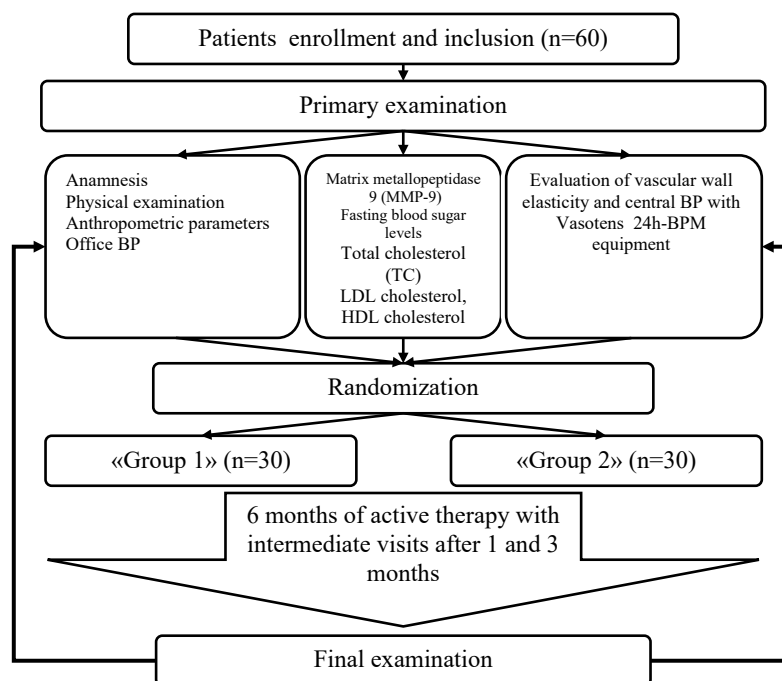 Patients enrollment and inclusion (n=60)
Primary examination
Anamnesis
Physical examination
Anthropometric parameters
Office BP
Matrix metallopeptidase
9 (MMP-9)
Fasting blood sugar
levels
Total cholesterol
(TC)
LDL cholesterol,
HDL cholesterol
Evaluation of vascular wall
elasticity and central BP with
Vasotens 24h-BPM
equipment
Randomization
«Group 1» (n=30)
«Group 2» (n=30)
6 months of active therapy with
intermediate visits after 1 and 3
months
Final examination